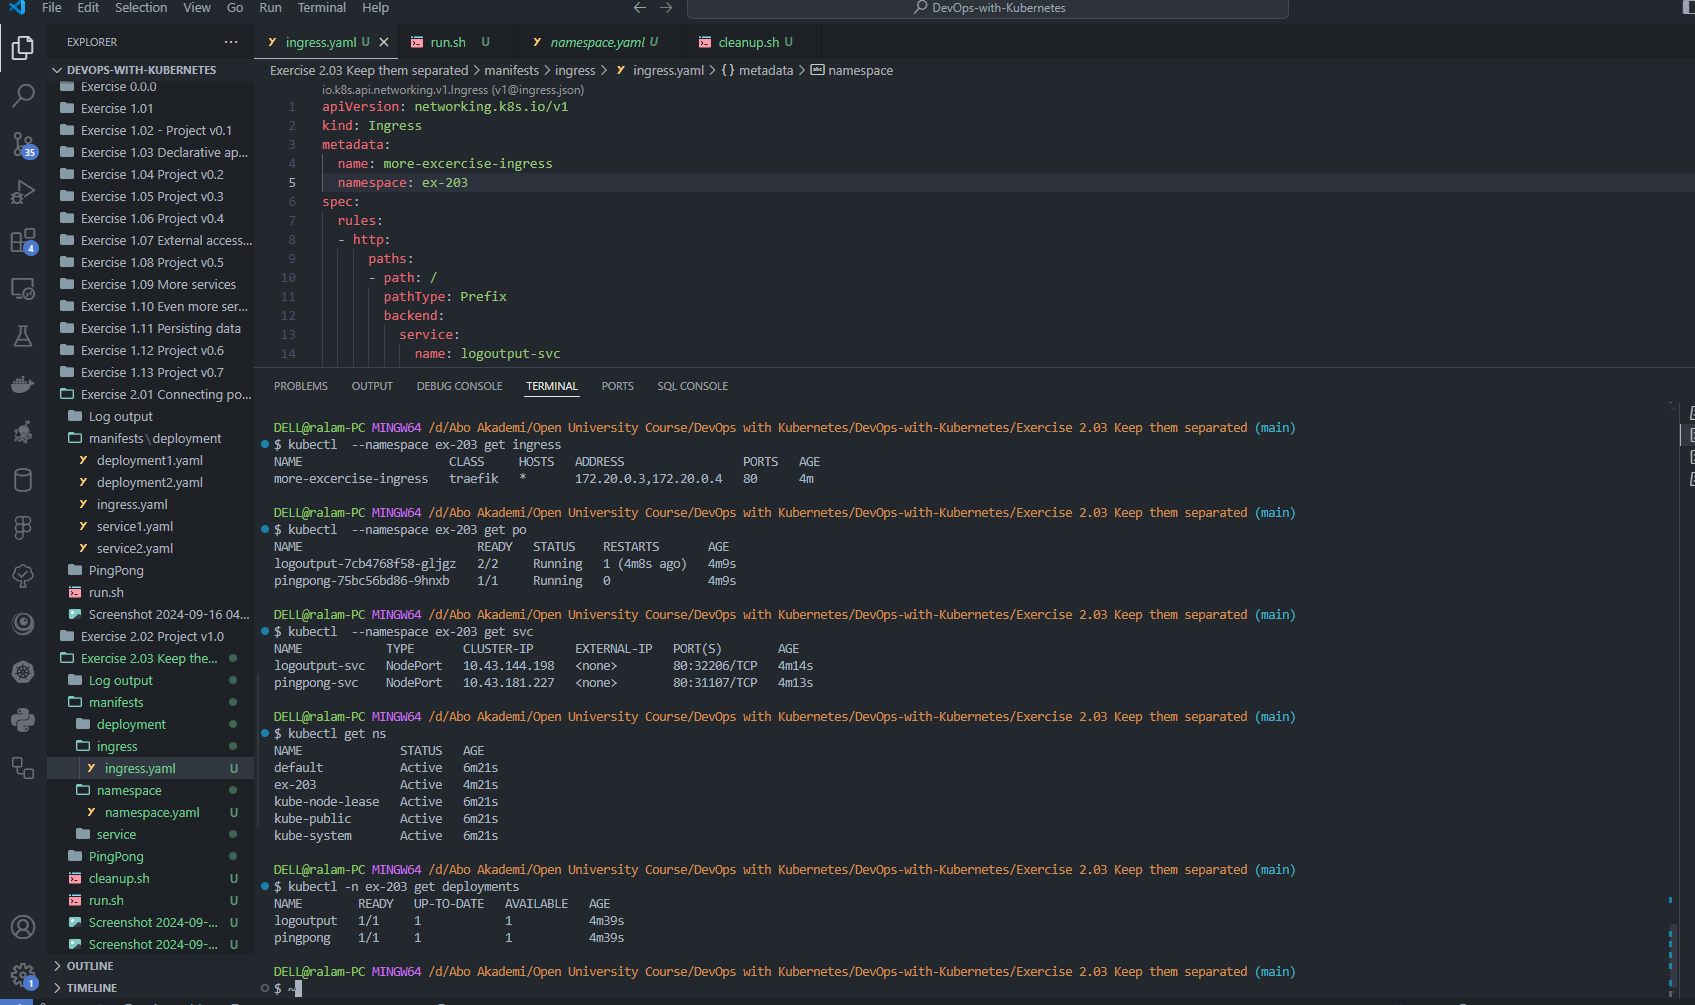 File Edit Selection View Go Run Terminal Help
DevOps-with-Kubernetes
EXPLORER
DEVOPS-WITH-KUBERNETES
Exercise 0.0.0
Exercise 1.01
Exercise 1.02 - Project v0.1
Exercise 1.03 Declarative ap...
Exercise 1.04 Project v0.2
Exercise 1.05 Project v0.3
Exercise 1.06 Project v0.4
Exercise 1.07 External access...
Exercise 1.08 Project v0.5
Exercise 1.09 More services
Exercise 1.10 Even more ser...
Exercise 1.11 Persisting data
Exercise 1.12 Project v0.6
Exercise 1.13 Project v0.7
Exercise 2.01 Connecting po...
Log output
manifests\deployment
deployment1.yaml
deployment2.yaml
ingress.yaml
service1.yaml
service2.yaml
PingPong
run.sh
Screenshot 2024-09-16 04...
Exercise 2.02 Project v1.0
Exercise 2.03 Keep the...
Log output
manifests
deployment
ingress
ingress.yaml U
namespace
namespace.yaml U
service
PingPong
cleanup.sh U
run.sh U
Screenshot 2024-09-... U
Screenshot 2024-09-... U
OUTLINE
TIMELINE
35
4
1
ingress.yaml U run.sh U namespace.yaml U cleanup.sh U
Exercise 2.03 Keep them separated > manifests > ingress > ingress.yaml > {} metadata > abc namespace
io.k8s.api.networking.v1.Ingress (v1@ingress.json)
1 apiVersion: networking.k8s.io/v1
2 kind: Ingress
3 metadata:
4 name: more-excercise-ingress
5 namespace: ex-203
6 spec:
7 rules:
8 - http:
9 paths:
10 - path: /
11 pathType: Prefix
12 backend:
13 service:
14 name: logoutput-svc
PROBLEMS OUTPUT DEBUG CONSOLE TERMINAL PORTS SQL CONSOLE
DELL@ralam-PC MINGW64 /d/Abo Akademi/Open University Course/DevOps with Kubernetes/DevOps-with-Kubernetes/Exercise 2.03 Keep them separated (main)
$ kubectl --namespace ex-203 get ingress
NAME CLASS HOSTS ADDRESS PORTS AGE
more-excercise-ingress traefik * 172.20.0.3,172.20.0.4 80 4m
DELL@ralam-PC MINGW64 /d/Abo Akademi/Open University Course/DevOps with Kubernetes/DevOps-with-Kubernetes/Exercise 2.03 Keep them separated (main)
$ kubectl --namespace ex-203 get po
NAME READY STATUS RESTARTS AGE
logoutput-7cb4768f58-gljgz 2/2 Running 1 (4m8s ago) 4m9s
pingpong-75bc56bd86-9hnxb 1/1 Running 0 4m9s
DELL@ralam-PC MINGW64 /d/Abo Akademi/Open University Course/DevOps with Kubernetes/DevOps-with-Kubernetes/Exercise 2.03 Keep them separated (main)
$ kubectl --namespace ex-203 get svc
NAME TYPE CLUSTER-IP EXTERNAL-IP PORT(S) AGE
logoutput-svc NodePort 10.43.144.198 <none> 80:32206/TCP 4m14s
pingpong-svc NodePort 10.43.181.227 <none> 80:31107/TCP 4m13s
DELL@ralam-PC MINGW64 /d/Abo Akademi/Open University Course/DevOps with Kubernetes/DevOps-with-Kubernetes/Exercise 2.03 Keep them separated (main)
$ kubectl get ns
NAME STATUS AGE
default Active 6m21s
ex-203 Active 4m21s
kube-node-lease Active 6m21s
kube-public Active 6m21s
kube-system Active 6m21s
DELL@ralam-PC MINGW64 /d/Abo Akademi/Open University Course/DevOps with Kubernetes/DevOps-with-Kubernetes/Exercise 2.03 Keep them separated (main)
$ kubectl -n ex-203 get deployments
NAME READY UP-TO-DATE AVAILABLE AGE
logoutput 1/1 1 1 4m39s
pingpong 1/1 1 1 4m39s
DELL@ralam-PC MINGW64 /d/Abo Akademi/Open University Course/DevOps with Kubernetes/DevOps-with-Kubernetes/Exercise 2.03 Keep them separated (main)
$ ~